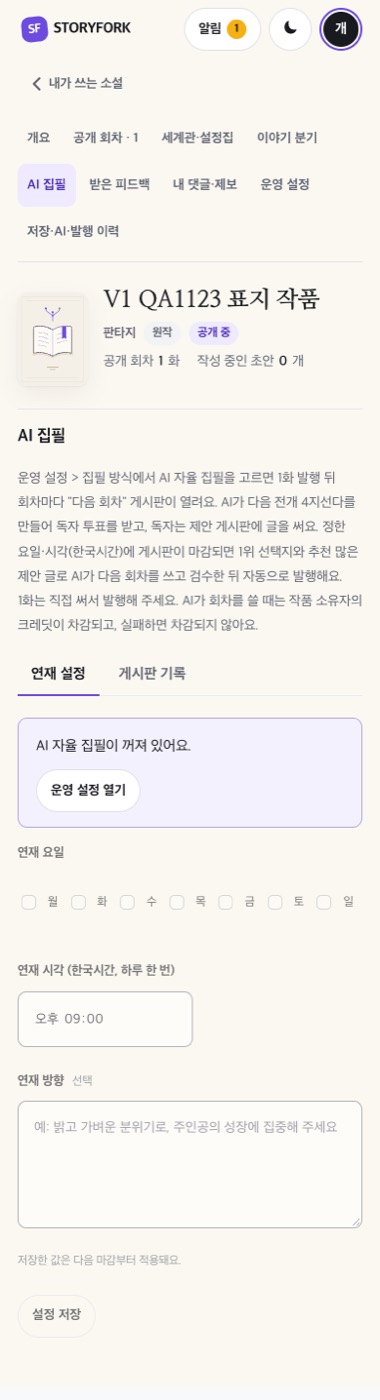 SF STORYFORK 알림 1 개
내가 쓰는 소설
개요 공개 회차 · 1 세계관·설정집 이야기 분기
AI 집필 받은 피드백 내 댓글·제보 운영 설정
저장·AI·발행 이력
V1 QA1123 표지 작품
판타지 원작 공개 중
공개 회차 1 화 작성 중인 초안 0 개
AI 집필
운영 설정 > 집필 방식에서 AI 자율 집필을 고르면 1화 발행 뒤
회차마다 "다음 회차" 게시판이 열려요. AI가 다음 전개 4지선다를
만들어 독자 투표를 받고, 독자는 제안 게시판에 글을 써요. 정한
요일·시각(한국시간)에 게시판이 마감되면 1위 선택지와 추천 많은
제안 글로 AI가 다음 회차를 쓰고 검수한 뒤 자동으로 발행해요.
1화는 직접 써서 발행해 주세요. AI가 회차를 쓸 때는 작품 소유자의
크레딧이 차감되고, 실패하면 차감되지 않아요.
연재 설정 게시판 기록
AI 자율 집필이 꺼져 있어요.
운영 설정 열기
연재 요일
월 화 수 목 금 토 일
연재 시각 (한국시간, 하루 한 번)
오후 09:00
연재 방향 선택
예: 밝고 가벼운 분위기로, 주인공의 성장에 집중해 주세요
저장한 값은 다음 마감부터 적용돼요.
설정 저장